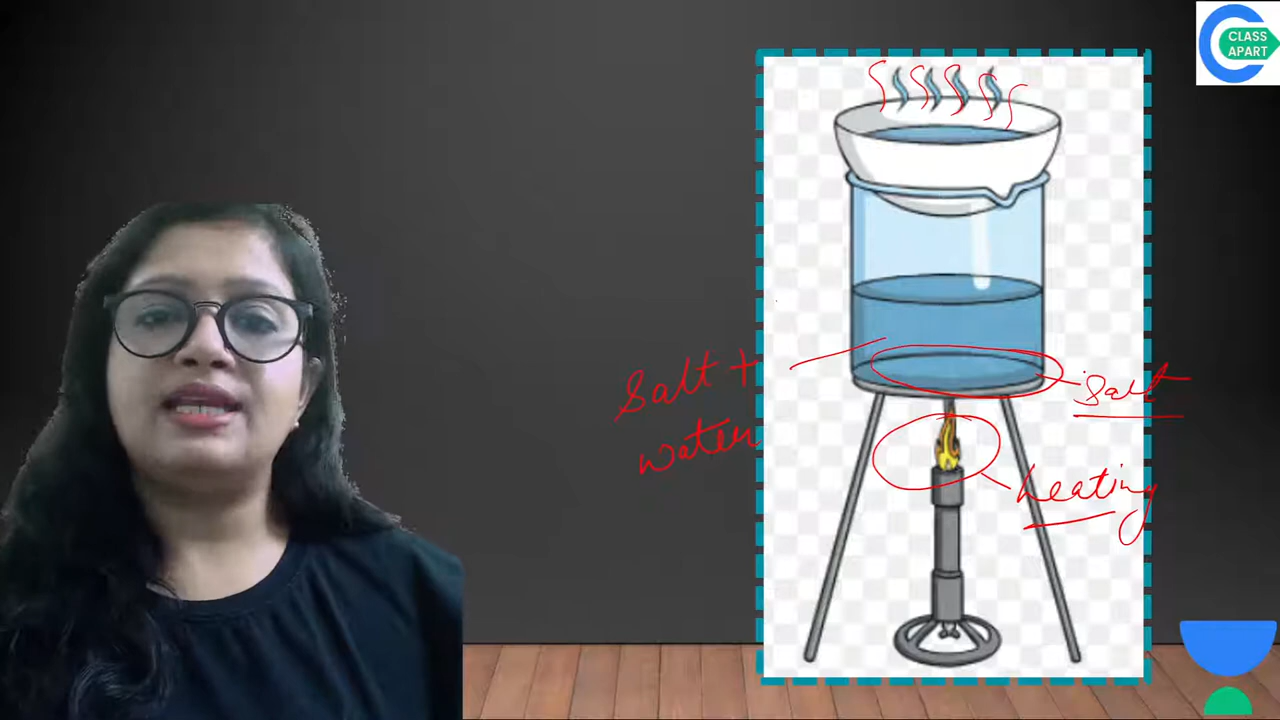 CLASS
APART
Salt +
water
Salt
heating